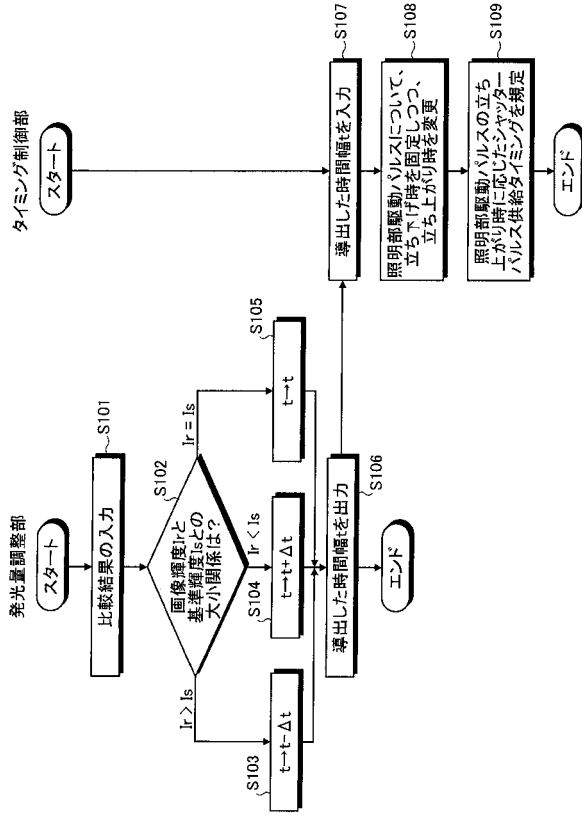 発光量調整部
スタート
比較結果の入力
S101
S102
画像輝度Irと
基準輝度Isとの
大小関係は?
Ir > Is
Ir < Is
Ir = Is
S103
t→t-Δt
S104
t→t+Δt
S105
t→t
導出した時間幅tを出力
S106
エンド
タイミング制御部
スタート
導出した時間幅tを入力
S107
照明部駆動パルスについて、
立ち下げ時を固定しつつ、
立ち上がり時を変更
S108
照明部駆動パルスの立ち
上がり時に応じたシャッター
パルス供給タイミングを規定
S109
エンド